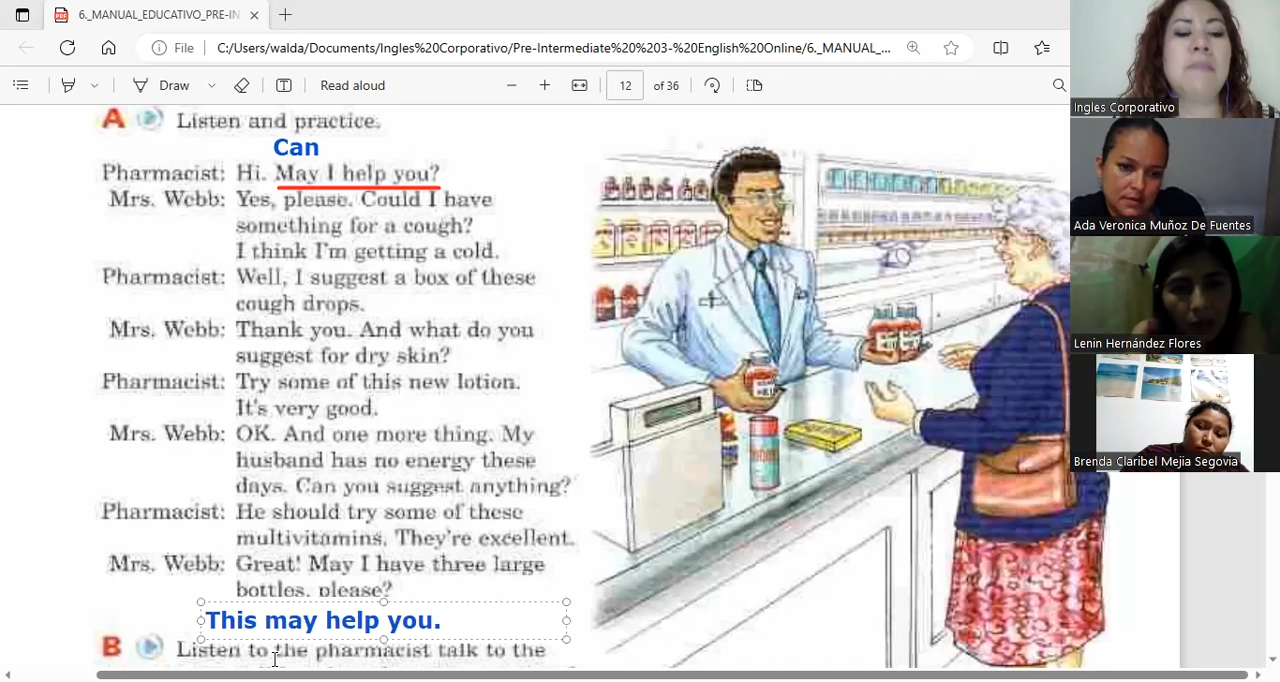 6._MANUAL_EDUCATIVO_PRE-IN
File
C:/Users/walda/Documents/Ingles%20Corporativo/Pre-Intermediate%20%203-%20English%20Online/6._MANUAL_...
Draw
Read aloud
12
of 36
A Listen and practice.
Can
Pharmacist: Hi. May I help you?
Mrs. Webb: Yes, please. Could I have
something for a cough?
I think I'm getting a cold.
Pharmacist: Well, I suggest a box of these
cough drops.
Mrs. Webb: Thank you. And what do you
suggest for dry skin?
Pharmacist: Try some of this new lotion.
It's very good.
Mrs. Webb: OK. And one more thing. My
husband has no energy these
days. Can you suggest anything?
Pharmacist: He should try some of these
multivitamins. They're excellent.
Mrs. Webb: Great! May I have three large
bottles, please?
This may help you.
B Listen to the pharmacist talk to the
Ingles Corporativo
Ada Veronica Muñoz De Fuentes
Lenin Hernández Flores
Brenda Claribel Mejia Segovia